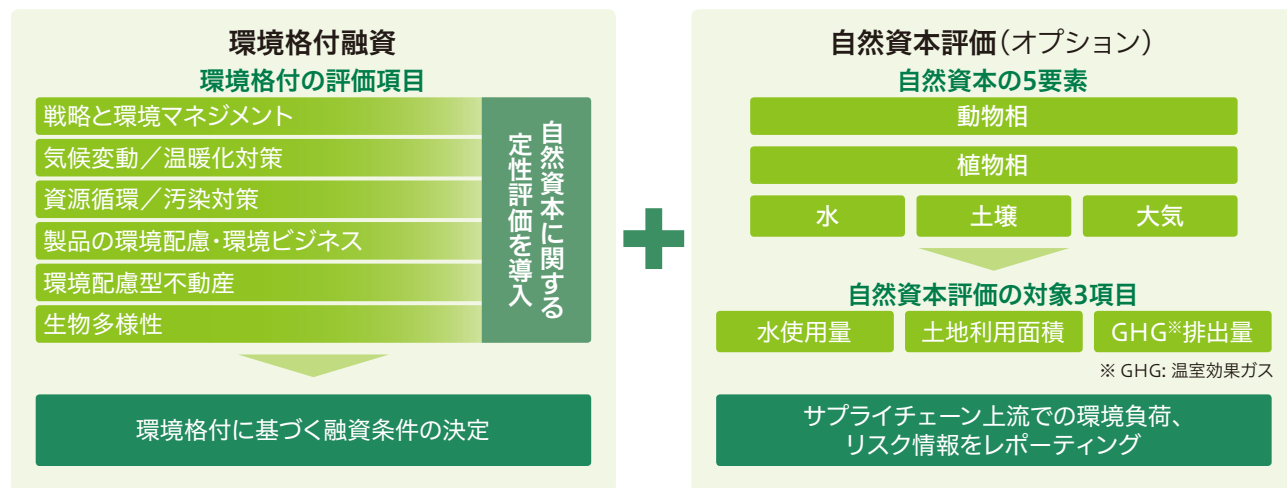 環境格付融資
環境格付の評価項目
戦略と環境マネジメント
気候変動／温暖化対策
資源循環／汚染対策
製品の環境配慮・環境ビジネス
環境配慮型不動産
生物多様性
自然資本に関する
定性評価を導入
環境格付に基づく融資条件の決定
自然資本評価（オプション）
自然資本の5要素
動物相
植物相
水
土壌
大気
自然資本評価の対象3項目
水使用量
土地利用面積
GHG※排出量
※ GHG: 温室効果ガス
サプライチェーン上流での環境負荷、
リスク情報をレポーティング